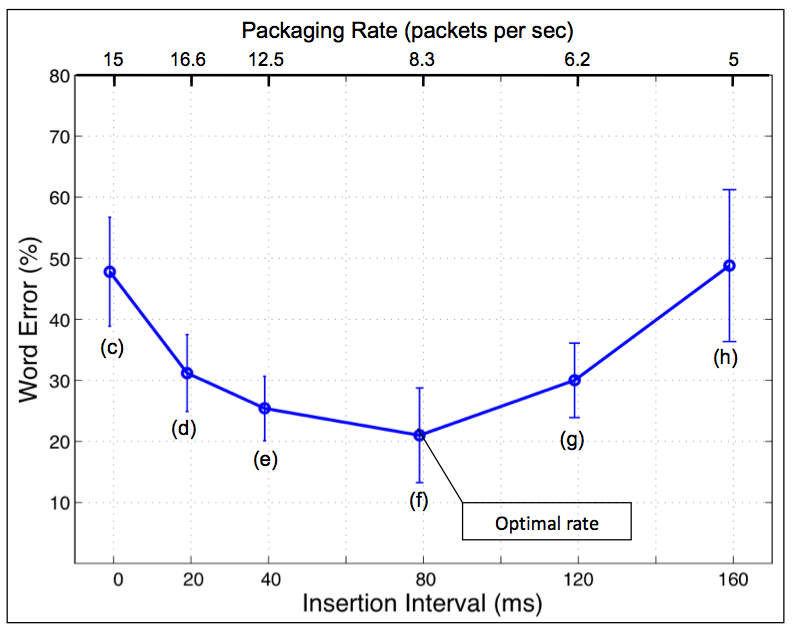 Packaging Rate (packets per sec)
15 16.6 12.5 8.3 6.2 5
80
70
60
50
40
30
20
10
Word Error (%)
(c)
(d)
(e)
(f)
(g)
(h)
Optimal rate
0 20 40 80 120 160
Insertion Interval (ms)